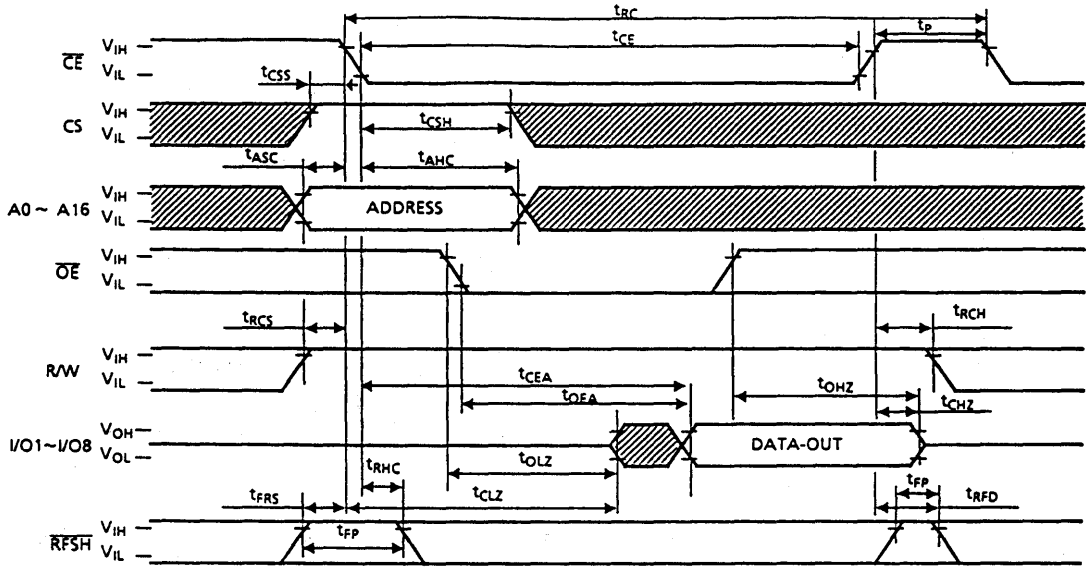 tRC
tCE
tP
CE VIH
VIL
tCSS
CS VIH
VIL
tCSH
tASC
tAHC
A0 ~ A16 VIH
VIL
ADDRESS
OE VIH
VIL
tRCS
tRCH
R/W VIH
VIL
tCEA
tOEA
tOHZ
tCHZ
I/O1~I/O8 VOH
VOL
DATA-OUT
tOLZ
tRHC
tCLZ
tFRS
tFP
tFP
tRFD
RFSH VIH
VIL